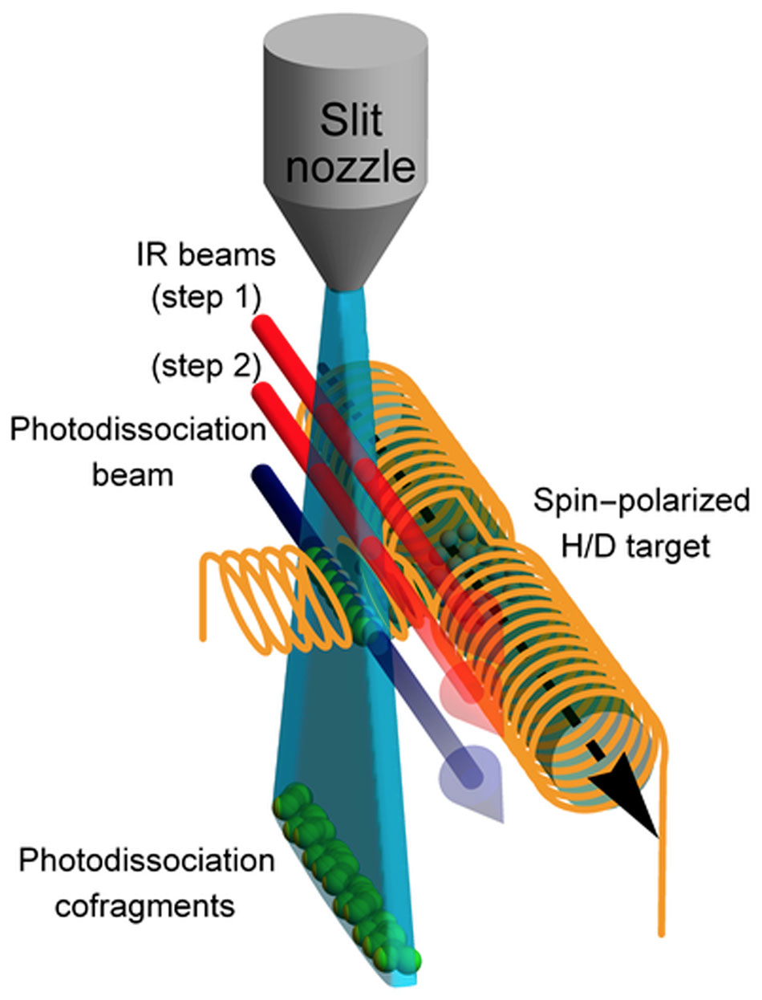 Slit
nozzle
IR beams
(step 1)
(step 2)
Photodissociation
beam
Spin−polarized
H/D target
Photodissociation
cofragments